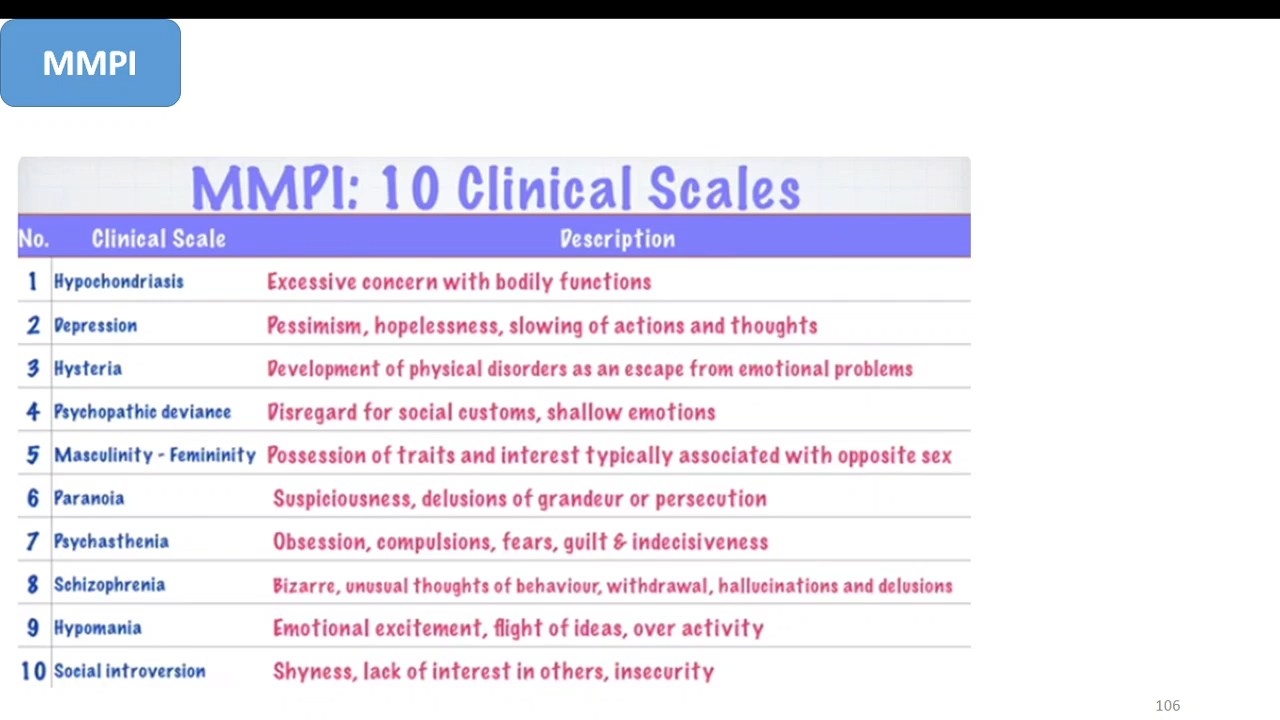 MMPI
MMPI: 10 Clinical Scales
No. Clinical Scale Description
1 Hypochondriasis Excessive concern with bodily functions
2 Depression Pessimism, hopelessness, slowing of actions and thoughts
3 Hysteria Development of physical disorders as an escape from emotional problems
4 Psychopathic deviance Disregard for social customs, shallow emotions
5 Masculinity - Femininity Possession of traits and interest typically associated with opposite sex
6 Paranoia Suspiciousness, delusions of grandeur or persecution
7 Psychasthenia Obsession, compulsions, fears, guilt & indecisiveness
8 Schizophrenia Bizarre, unusual thoughts of behaviour, withdrawal, hallucinations and delusions
9 Hypomania Emotional excitement, flight of ideas, over activity
10 Social introversion Shyness, lack of interest in others, insecurity
106